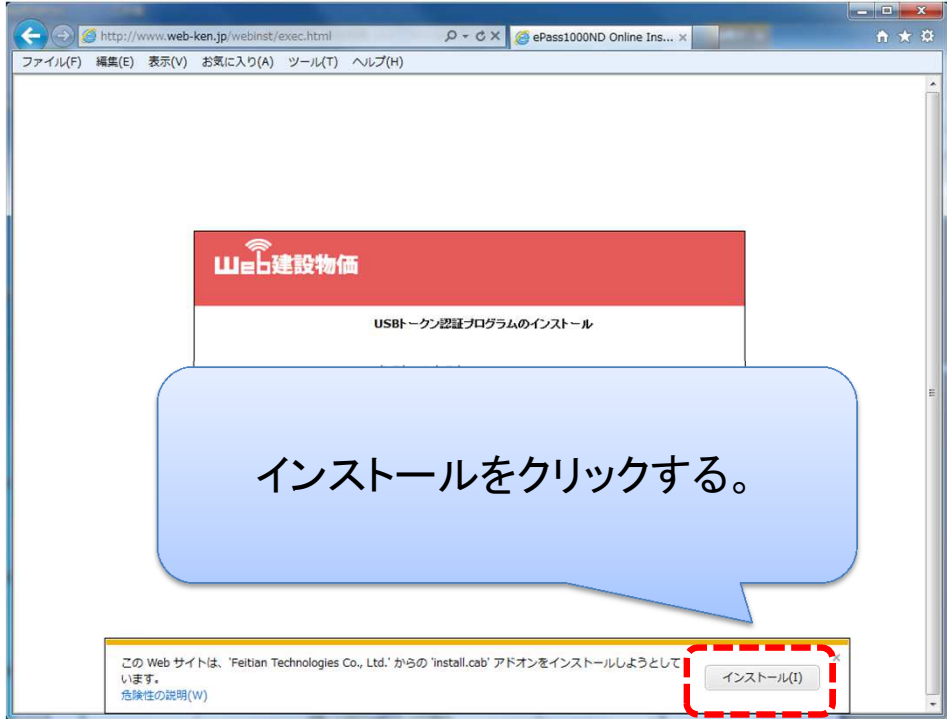 http://www.web-ken.jp/webinst/exec.html
ePass1000ND Online Ins...
ファイル(F) 編集(E) 表示(V) お気に入り(A) ツール(T) ヘルプ(H)
Web建設物価
USBトークン認証プログラムのインストール
インストールをクリックする。
この Web サイトは、'Feitian Technologies Co., Ltd.' からの 'install.cab' アドオンをインストールしようとして
います。
危険性の説明(W)
インストール(I)